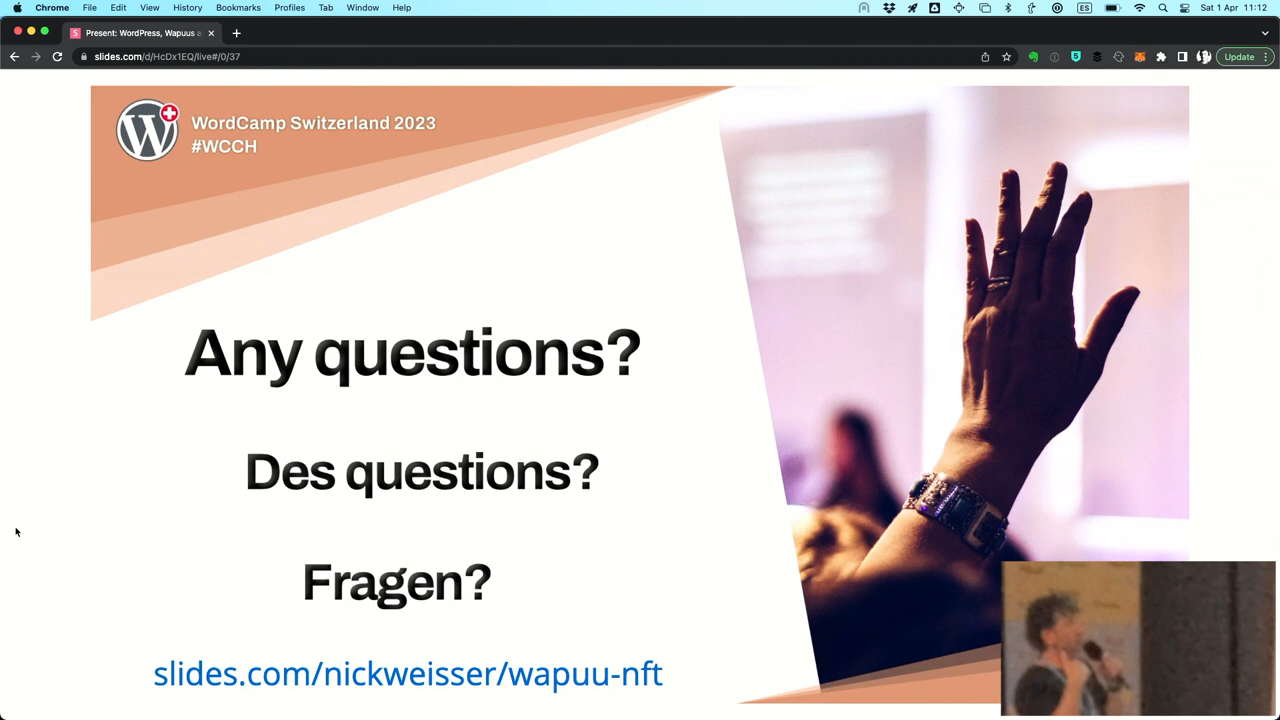 Chrome File Edit View History Bookmarks Profiles Tab Window Help
ES
Sat 1 Apr 11:12
Present: WordPress, Wapuus a
slides.com/d/HcDx1EQ/live#/0/37
Update
WordCamp Switzerland 2023
#WCCH
Any questions?
Des questions?
Fragen?
slides.com/nickweisser/wapuu-nft